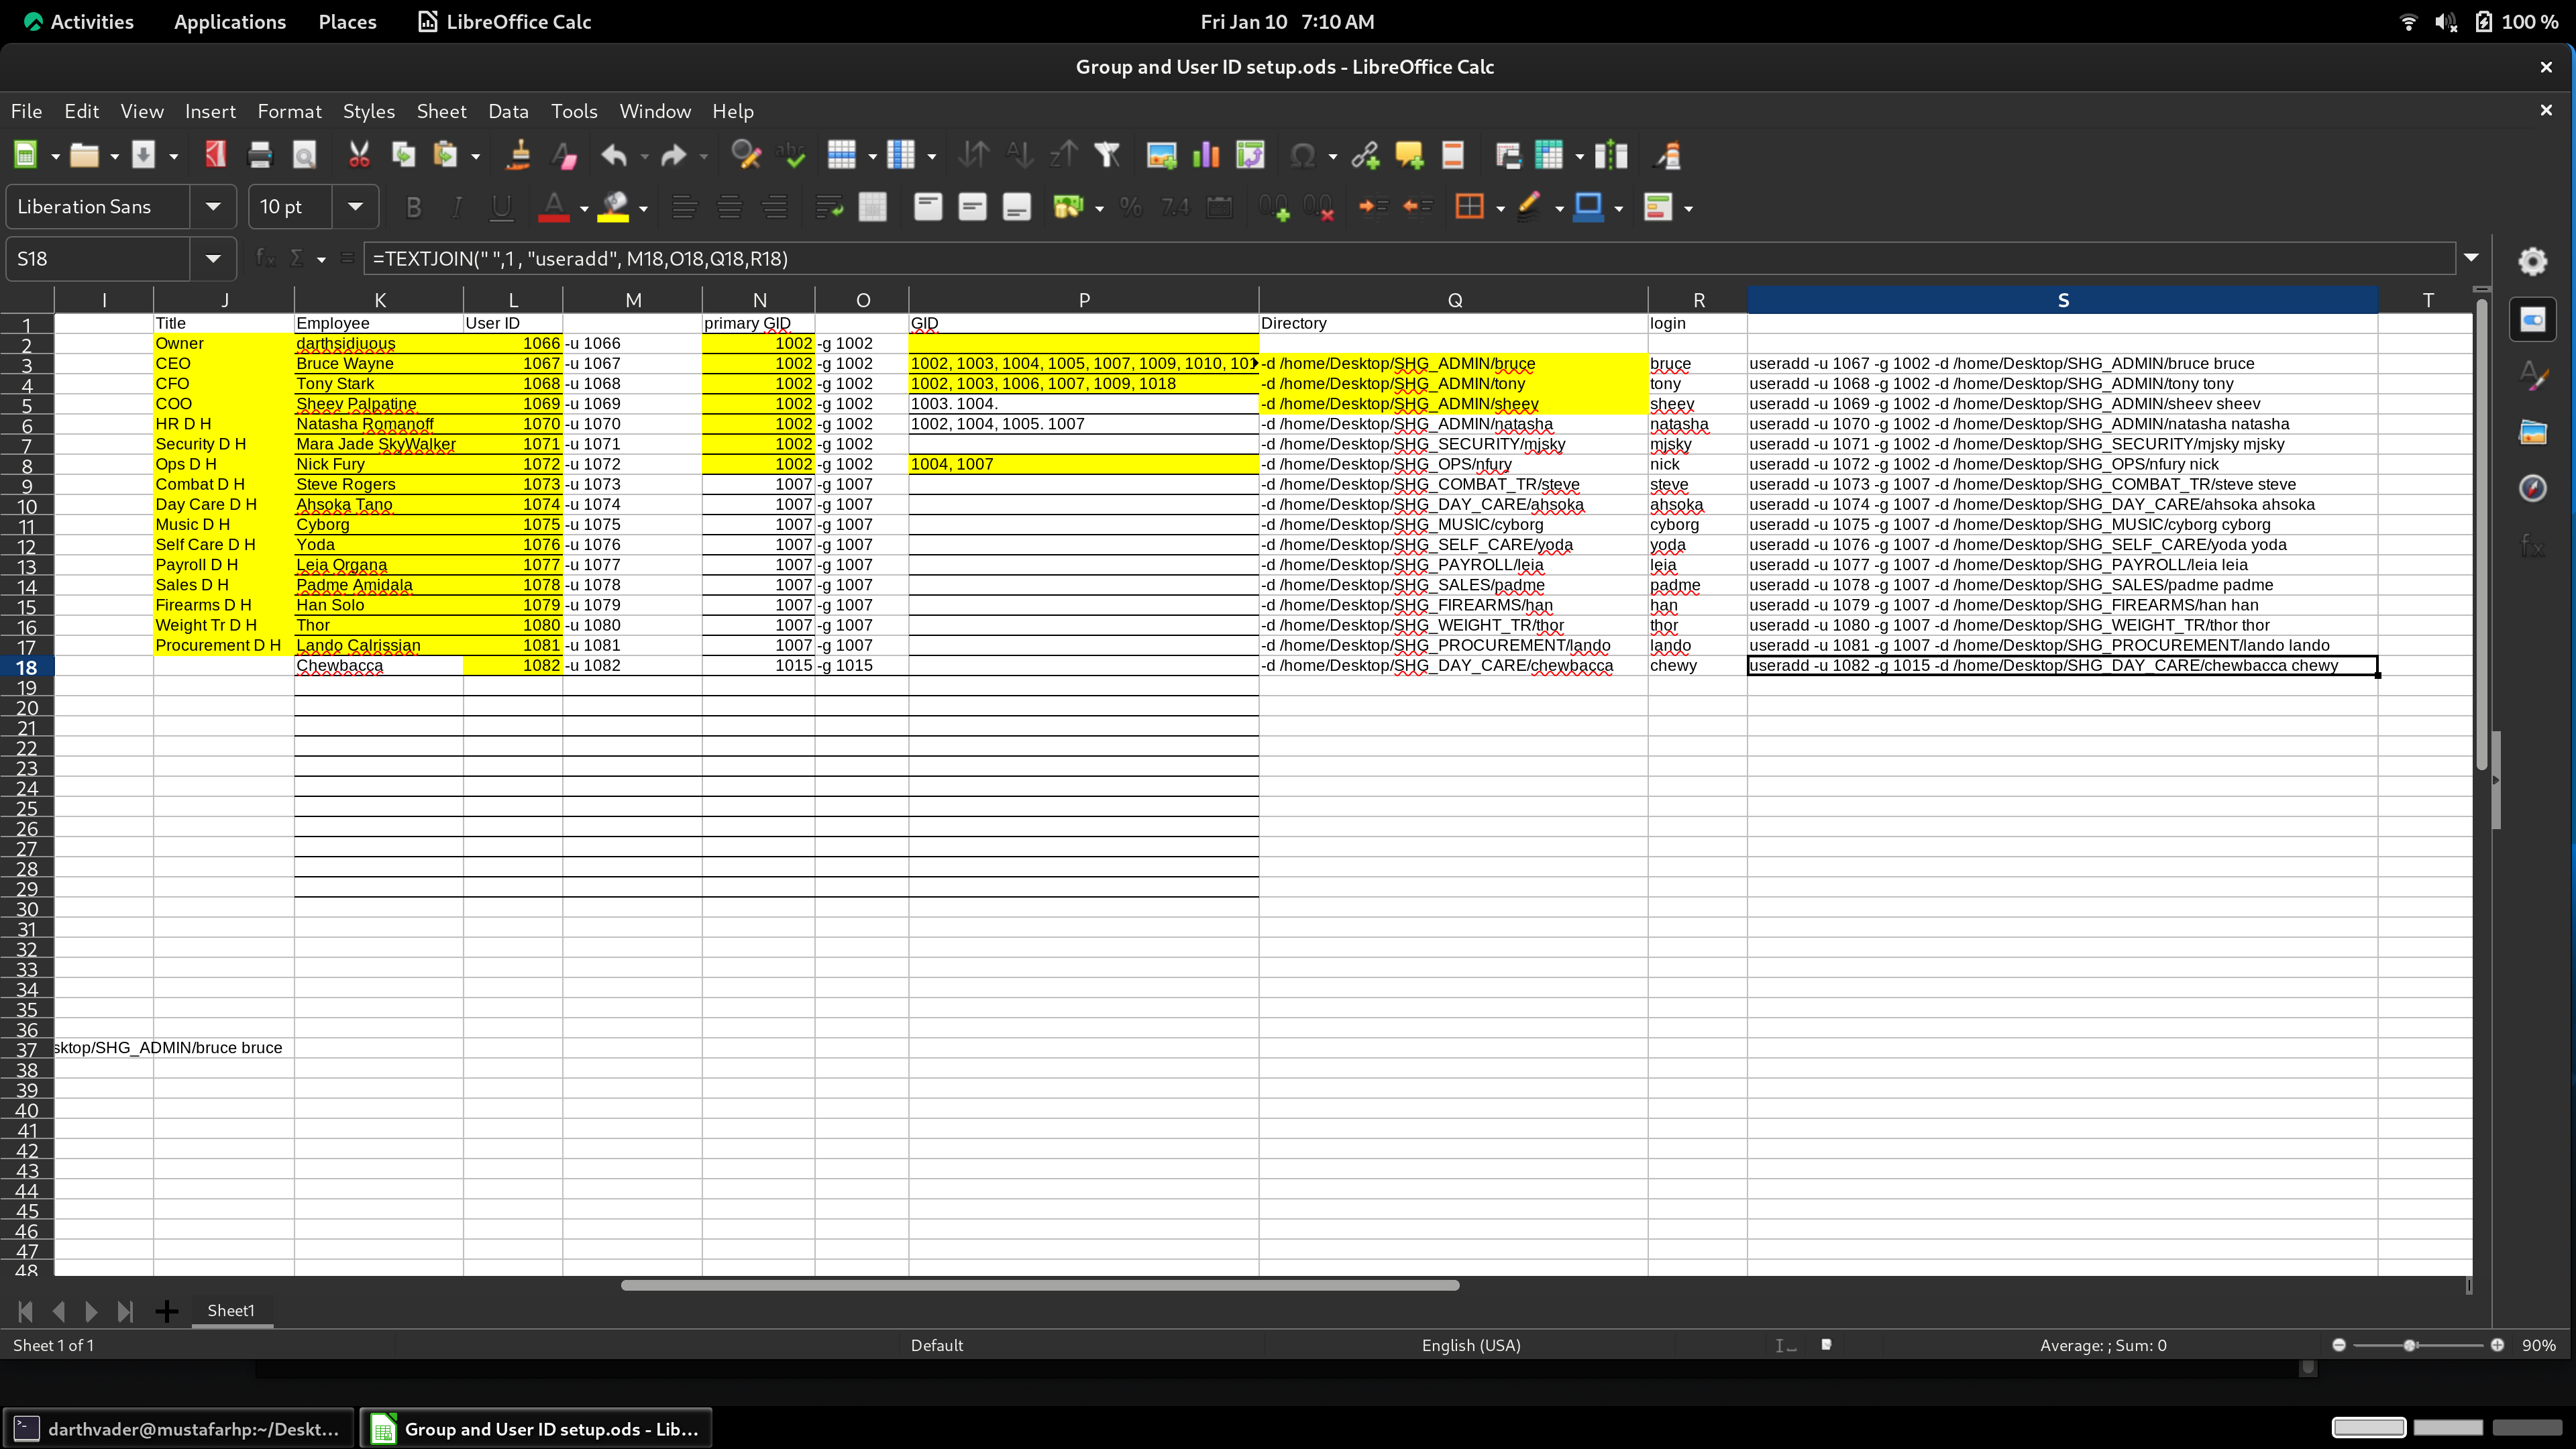 Activities Applications Places LibreOffice Calc Fri Jan 10 7:10 AM 100 %
Group and User ID setup.ods - LibreOffice Calc
File Edit View Insert Format Styles Sheet Data Tools Window Help
Liberation Sans 10 pt
S18 =TEXTJOIN(" ",1 , "useradd", M18,O18,Q18,R18)
I J K L M N O P Q R S T
1 Title Employee User ID primary GID GID Directory login
2 Owner darthsidiuous 1066 -u 1066 1002 -g 1002
3 CEO Bruce Wayne 1067 -u 1067 1002 -g 1002 1002, 1003, 1004, 1005, 1007, 1009, 1010, 101 -d /home/Desktop/SHG_ADMIN/bruce bruce useradd -u 1067 -g 1002 -d /home/Desktop/SHG_ADMIN/bruce bruce
4 CFO Tony Stark 1068 -u 1068 1002 -g 1002 1002, 1003, 1006, 1007, 1009, 1018 -d /home/Desktop/SHG_ADMIN/tony tony useradd -u 1068 -g 1002 -d /home/Desktop/SHG_ADMIN/tony tony
5 COO Sheev Palpatine 1069 -u 1069 1002 -g 1002 1003. 1004. -d /home/Desktop/SHG_ADMIN/sheev sheev useradd -u 1069 -g 1002 -d /home/Desktop/SHG_ADMIN/sheev sheev
6 HR D H Natasha Romanoff 1070 -u 1070 1002 -g 1002 1002, 1004, 1005. 1007 -d /home/Desktop/SHG_ADMIN/natasha natasha useradd -u 1070 -g 1002 -d /home/Desktop/SHG_ADMIN/natasha natasha
7 Security D H Mara Jade SkyWalker 1071 -u 1071 1002 -g 1002 -d /home/Desktop/SHG_SECURITY/mjsky mjsky useradd -u 1071 -g 1002 -d /home/Desktop/SHG_SECURITY/mjsky mjsky
8 Ops D H Nick Fury 1072 -u 1072 1002 -g 1002 1004, 1007 -d /home/Desktop/SHG_OPS/nfury nick useradd -u 1072 -g 1002 -d /home/Desktop/SHG_OPS/nfury nick
9 Combat D H Steve Rogers 1073 -u 1073 1007 -g 1007 -d /home/Desktop/SHG_COMBAT_TR/steve steve useradd -u 1073 -g 1007 -d /home/Desktop/SHG_COMBAT_TR/steve steve
10 Day Care D H Ahsoka Tano 1074 -u 1074 1007 -g 1007 -d /home/Desktop/SHG_DAY_CARE/ahsoka ahsoka useradd -u 1074 -g 1007 -d /home/Desktop/SHG_DAY_CARE/ahsoka ahsoka
11 Music D H Cyborg 1075 -u 1075 1007 -g 1007 -d /home/Desktop/SHG_MUSIC/cyborg cyborg useradd -u 1075 -g 1007 -d /home/Desktop/SHG_MUSIC/cyborg cyborg
12 Self Care D H Yoda 1076 -u 1076 1007 -g 1007 -d /home/Desktop/SHG_SELF_CARE/yoda yoda useradd -u 1076 -g 1007 -d /home/Desktop/SHG_SELF_CARE/yoda yoda
13 Payroll D H Leia Organa 1077 -u 1077 1007 -g 1007 -d /home/Desktop/SHG_PAYROLL/leia leia useradd -u 1077 -g 1007 -d /home/Desktop/SHG_PAYROLL/leia leia
14 Sales D H Padme Amidala 1078 -u 1078 1007 -g 1007 -d /home/Desktop/SHG_SALES/padme padme useradd -u 1078 -g 1007 -d /home/Desktop/SHG_SALES/padme padme
15 Firearms D H Han Solo 1079 -u 1079 1007 -g 1007 -d /home/Desktop/SHG_FIREARMS/han han useradd -u 1079 -g 1007 -d /home/Desktop/SHG_FIREARMS/han han
16 Weight Tr D H Thor 1080 -u 1080 1007 -g 1007 -d /home/Desktop/SHG_WEIGHT_TR/thor thor useradd -u 1080 -g 1007 -d /home/Desktop/SHG_WEIGHT_TR/thor thor
17 Procurement D H Lando Calrissian 1081 -u 1081 1007 -g 1007 -d /home/Desktop/SHG_PROCUREMENT/lando lando useradd -u 1081 -g 1007 -d /home/Desktop/SHG_PROCUREMENT/lando lando
18 Chewbacca 1082 -u 1082 1015 -g 1015 -d /home/Desktop/SHG_DAY_CARE/chewbacca chewy useradd -u 1082 -g 1015 -d /home/Desktop/SHG_DAY_CARE/chewbacca chewy
19
20
21
22
23
24
25
26
27
28
29
30
31
32
33
34
35
36
37 sktop/SHG_ADMIN/bruce bruce
38
39
40
41
42
43
44
45
46
47
48
Sheet1
Sheet 1 of 1 Default English (USA) Average: ; Sum: 0 90%
darthvader@mustafarhp:~/Deskt... Group and User ID setup.ods - Lib...